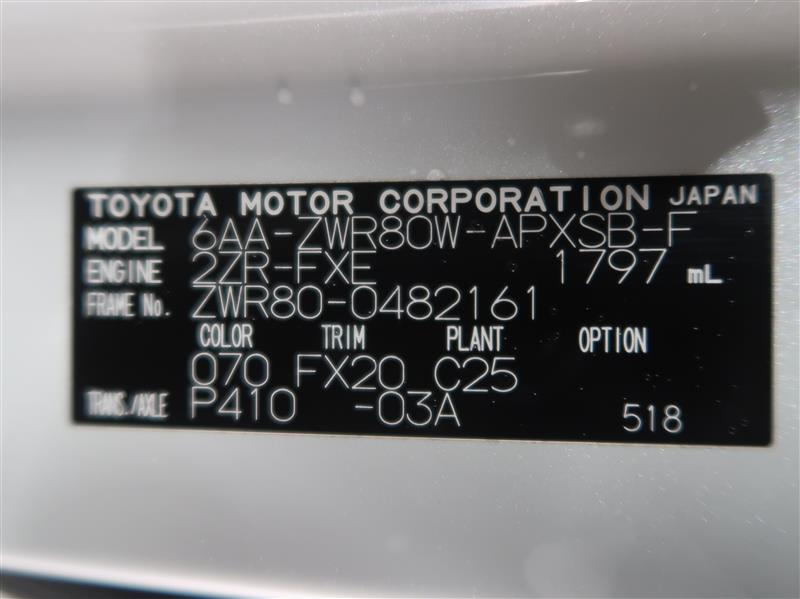 TOYOTA MOTOR CORPORATION JAPAN
MODEL 6AA-ZWR80W-APXSB-F
ENGINE 2ZR-FXE 1797 mL
FRAME No. ZWR80-0482161
COLOR TRIM PLANT OPTION
070 FX20 C25
TRANS./AXLE P410 -03A 518